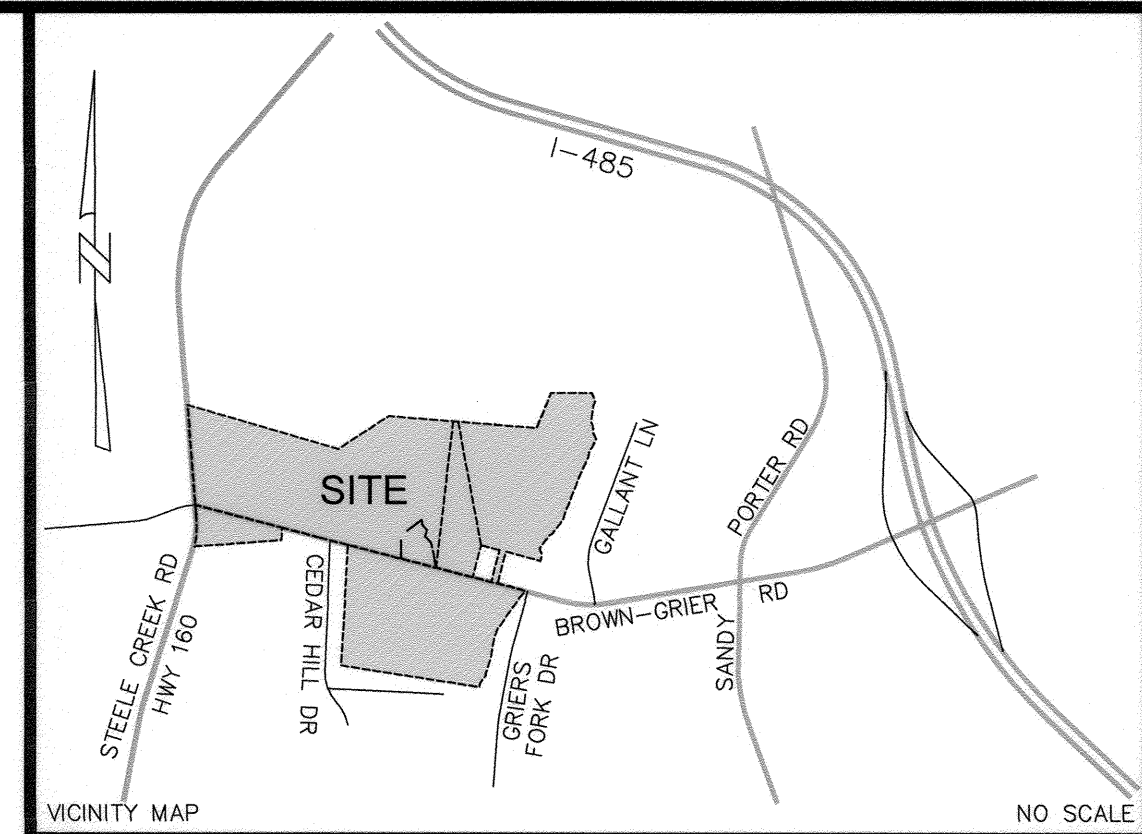 I-485
N
SITE
GALLANT LN
PORTER RD
SANDY
BROWN-GRIER RD
STEELE CREEK RD
HWY 160
CEDAR HILL DR
GRIERS
FORK DR
VICINITY MAP
NO SCALE